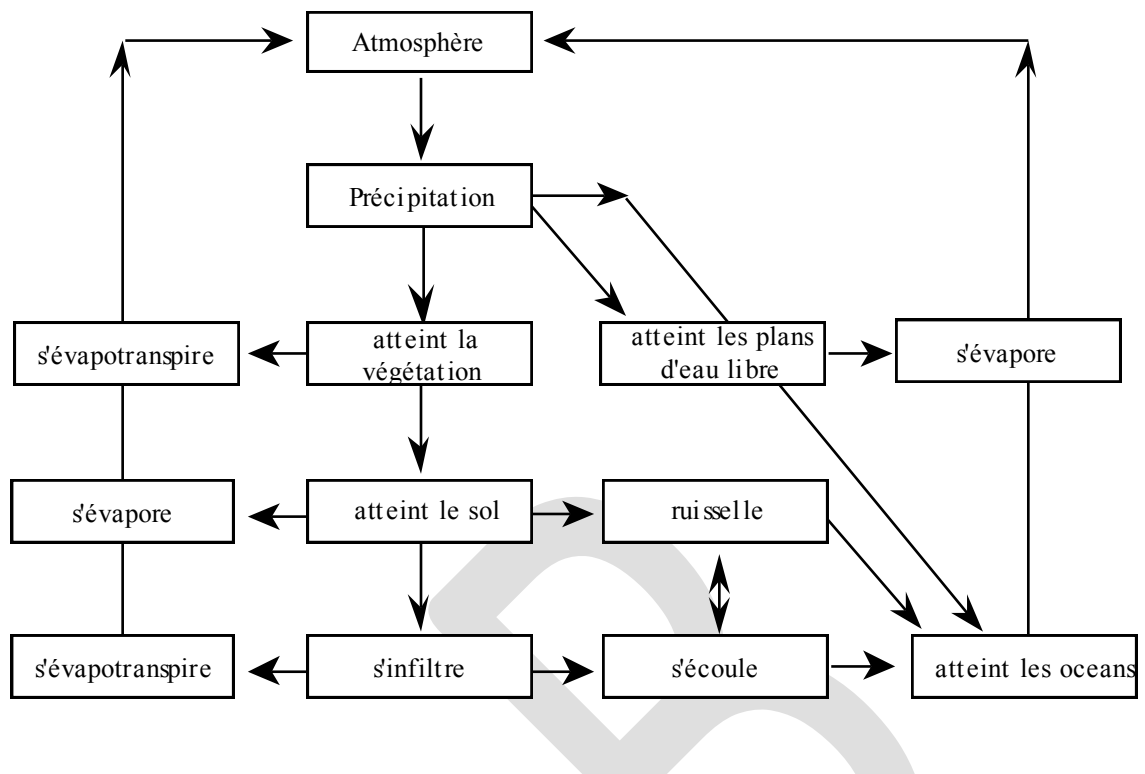 Atmosphère
Précipitation
s'évapotranspire
atteint la
végétation
atteint les plans
d'eau libre
s'évapore
s'évapore
atteint le sol
ruisselle
s'évapotranspire
s'infiltre
s'écoule
atteint les oceans